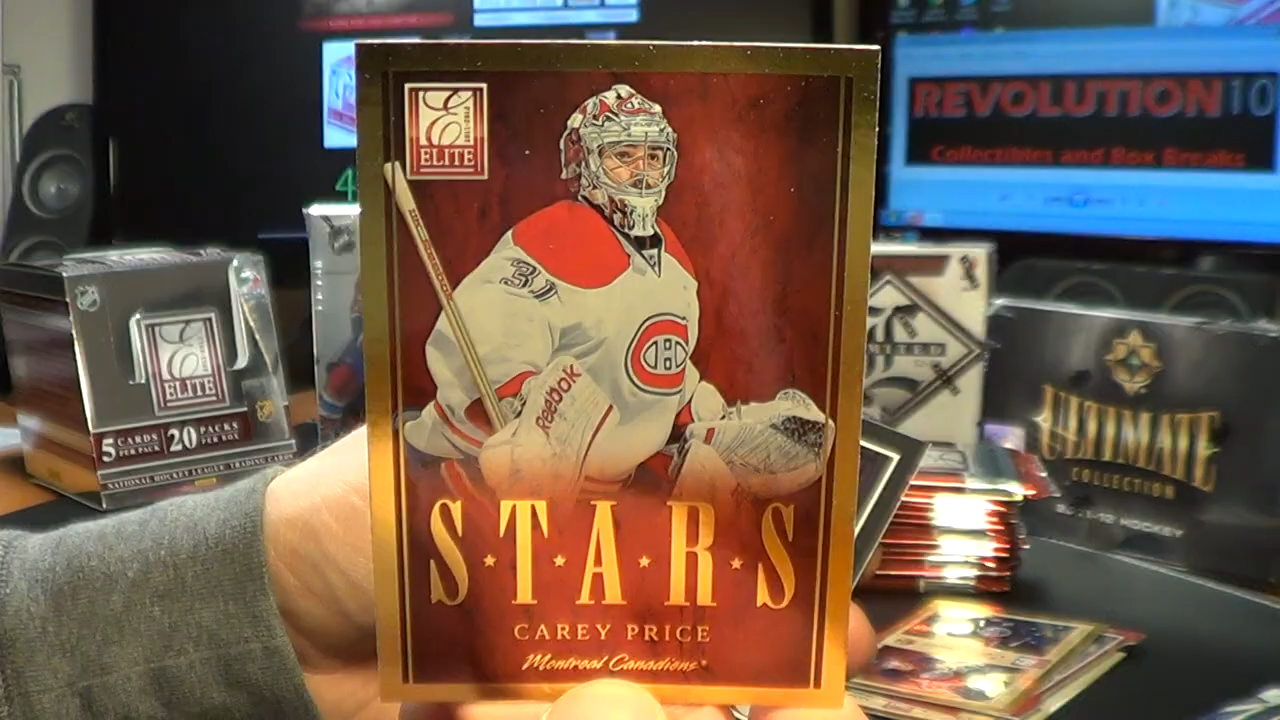 ELITE
31
Reebok
S·T·A·R·S
CAREY PRICE
Montreal Canadiens
REVOLUTION10
Collectibles and Box Breaks
4
ELITE
5 CARDS PER PACK
20 PACKS PER BOX
NATIONAL HOCKEY LEAGUE TRADING CARDS
ULTIMATE
COLLECTION
HOCKEY